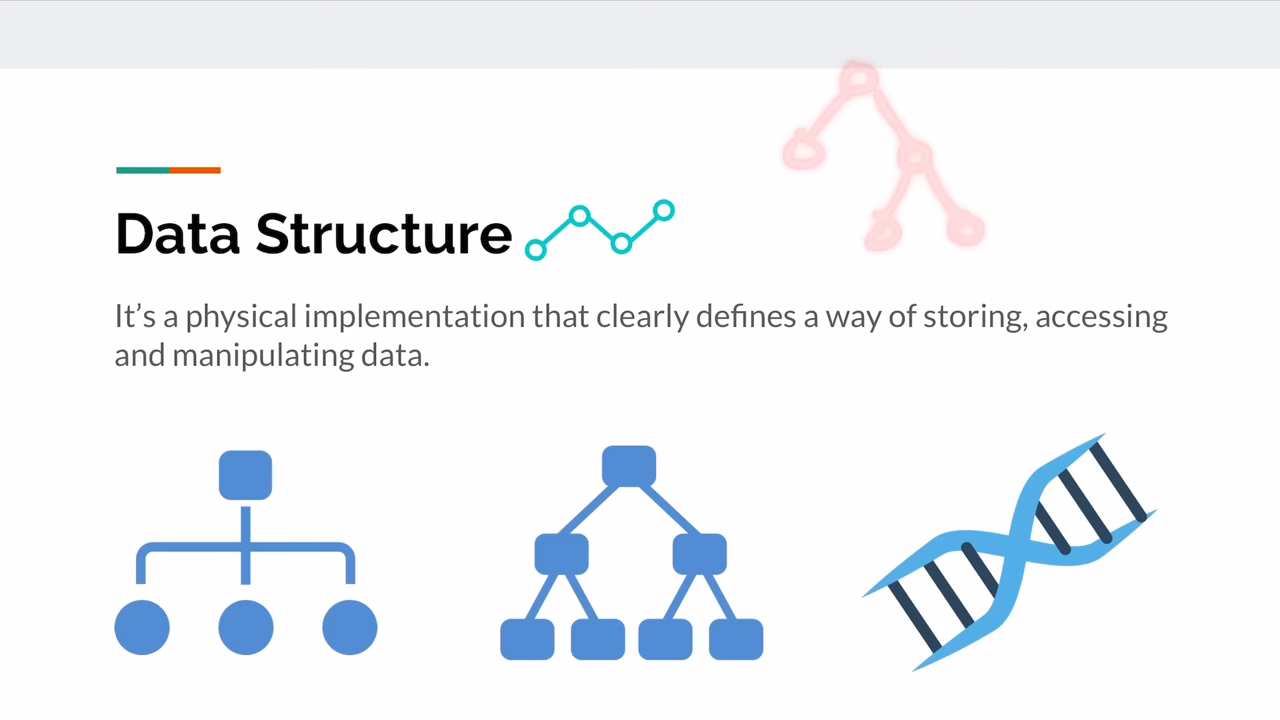 Data Structure
It’s a physical implementation that clearly defines a way of storing, accessing
and manipulating data.